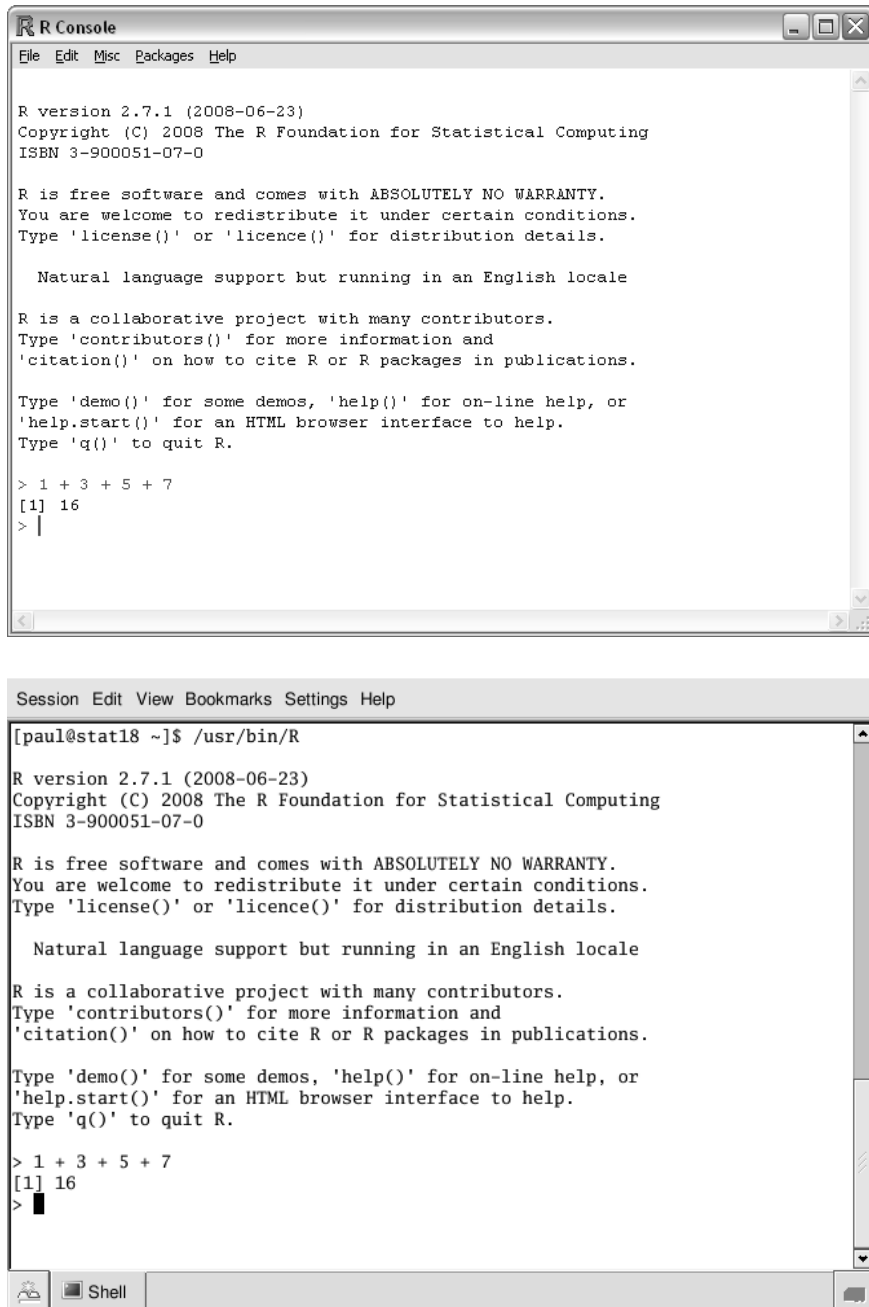 R Console
File Edit Misc Packages Help
R version 2.7.1 (2008-06-23)
Copyright (C) 2008 The R Foundation for Statistical Computing
ISBN 3-900051-07-0
R is free software and comes with ABSOLUTELY NO WARRANTY.
You are welcome to redistribute it under certain conditions.
Type 'license()' or 'licence()' for distribution details.
Natural language support but running in an English locale
R is a collaborative project with many contributors.
Type 'contributors()' for more information and
'citation()' on how to cite R or R packages in publications.
Type 'demo()' for some demos, 'help()' for on-line help, or
'help.start()' for an HTML browser interface to help.
Type 'q()' to quit R.
> 1 + 3 + 5 + 7
[1] 16
>
Session Edit View Bookmarks Settings Help
[paul@stat18 ~]$ /usr/bin/R
R version 2.7.1 (2008-06-23)
Copyright (C) 2008 The R Foundation for Statistical Computing
ISBN 3-900051-07-0
R is free software and comes with ABSOLUTELY NO WARRANTY.
You are welcome to redistribute it under certain conditions.
Type 'license()' or 'licence()' for distribution details.
Natural language support but running in an English locale
R is a collaborative project with many contributors.
Type 'contributors()' for more information and
'citation()' on how to cite R or R packages in publications.
Type 'demo()' for some demos, 'help()' for on-line help, or
'help.start()' for an HTML browser interface to help.
Type 'q()' to quit R.
> 1 + 3 + 5 + 7
[1] 16
>
Shell